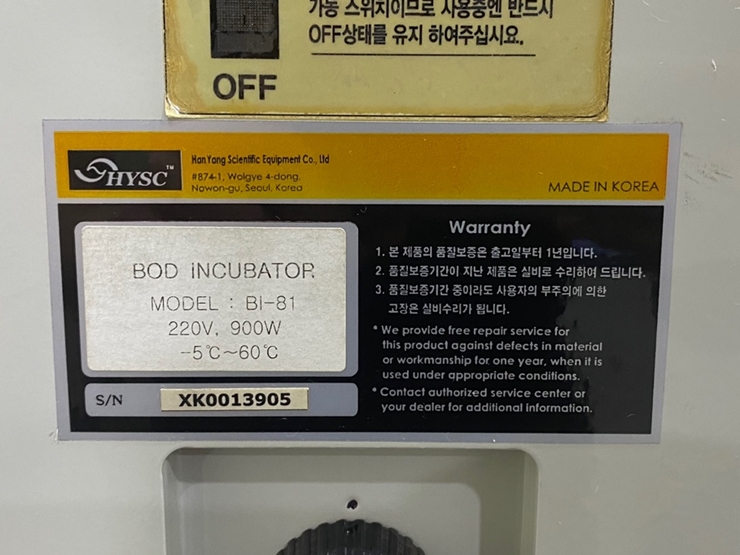 가동 스위치이므로 사용중엔 반드시
OFF상태를 유지 하여주십시요.
OFF
HYSC™
HanYang Scientific Equipment Co., Ltd
#874-1, Wolgye 4-dong,
Nowon-gu, Seoul, Korea
MADE IN KOREA
BOD INCUBATOR
MODEL : BI-81
220V, 900W
-5℃~60℃
S/N XK0013905
Warranty
1. 본 제품의 품질보증은 출고일부터 1년입니다.
2. 품질보증기간이 지난 제품은 실비로 수리하여 드립니다.
3. 품질보증기간 중이라도 사용자의 부주의에 의한
고장은 실비수리가 됩니다.
* We provide free repair service for
this product against defects in material
or workmanship for one year, when it is
used under appropriate conditions.
* Contact authorized service center or
your dealer for additional information.